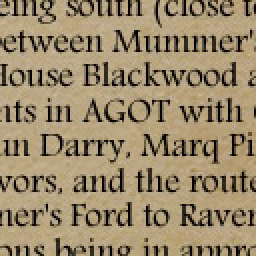 eing south (close to
between Mummer's
House Blackwood a
nts in AGOT with
un Darry, Marq Pi
vors, and the route
ner's Ford to Raven
ons being in appro